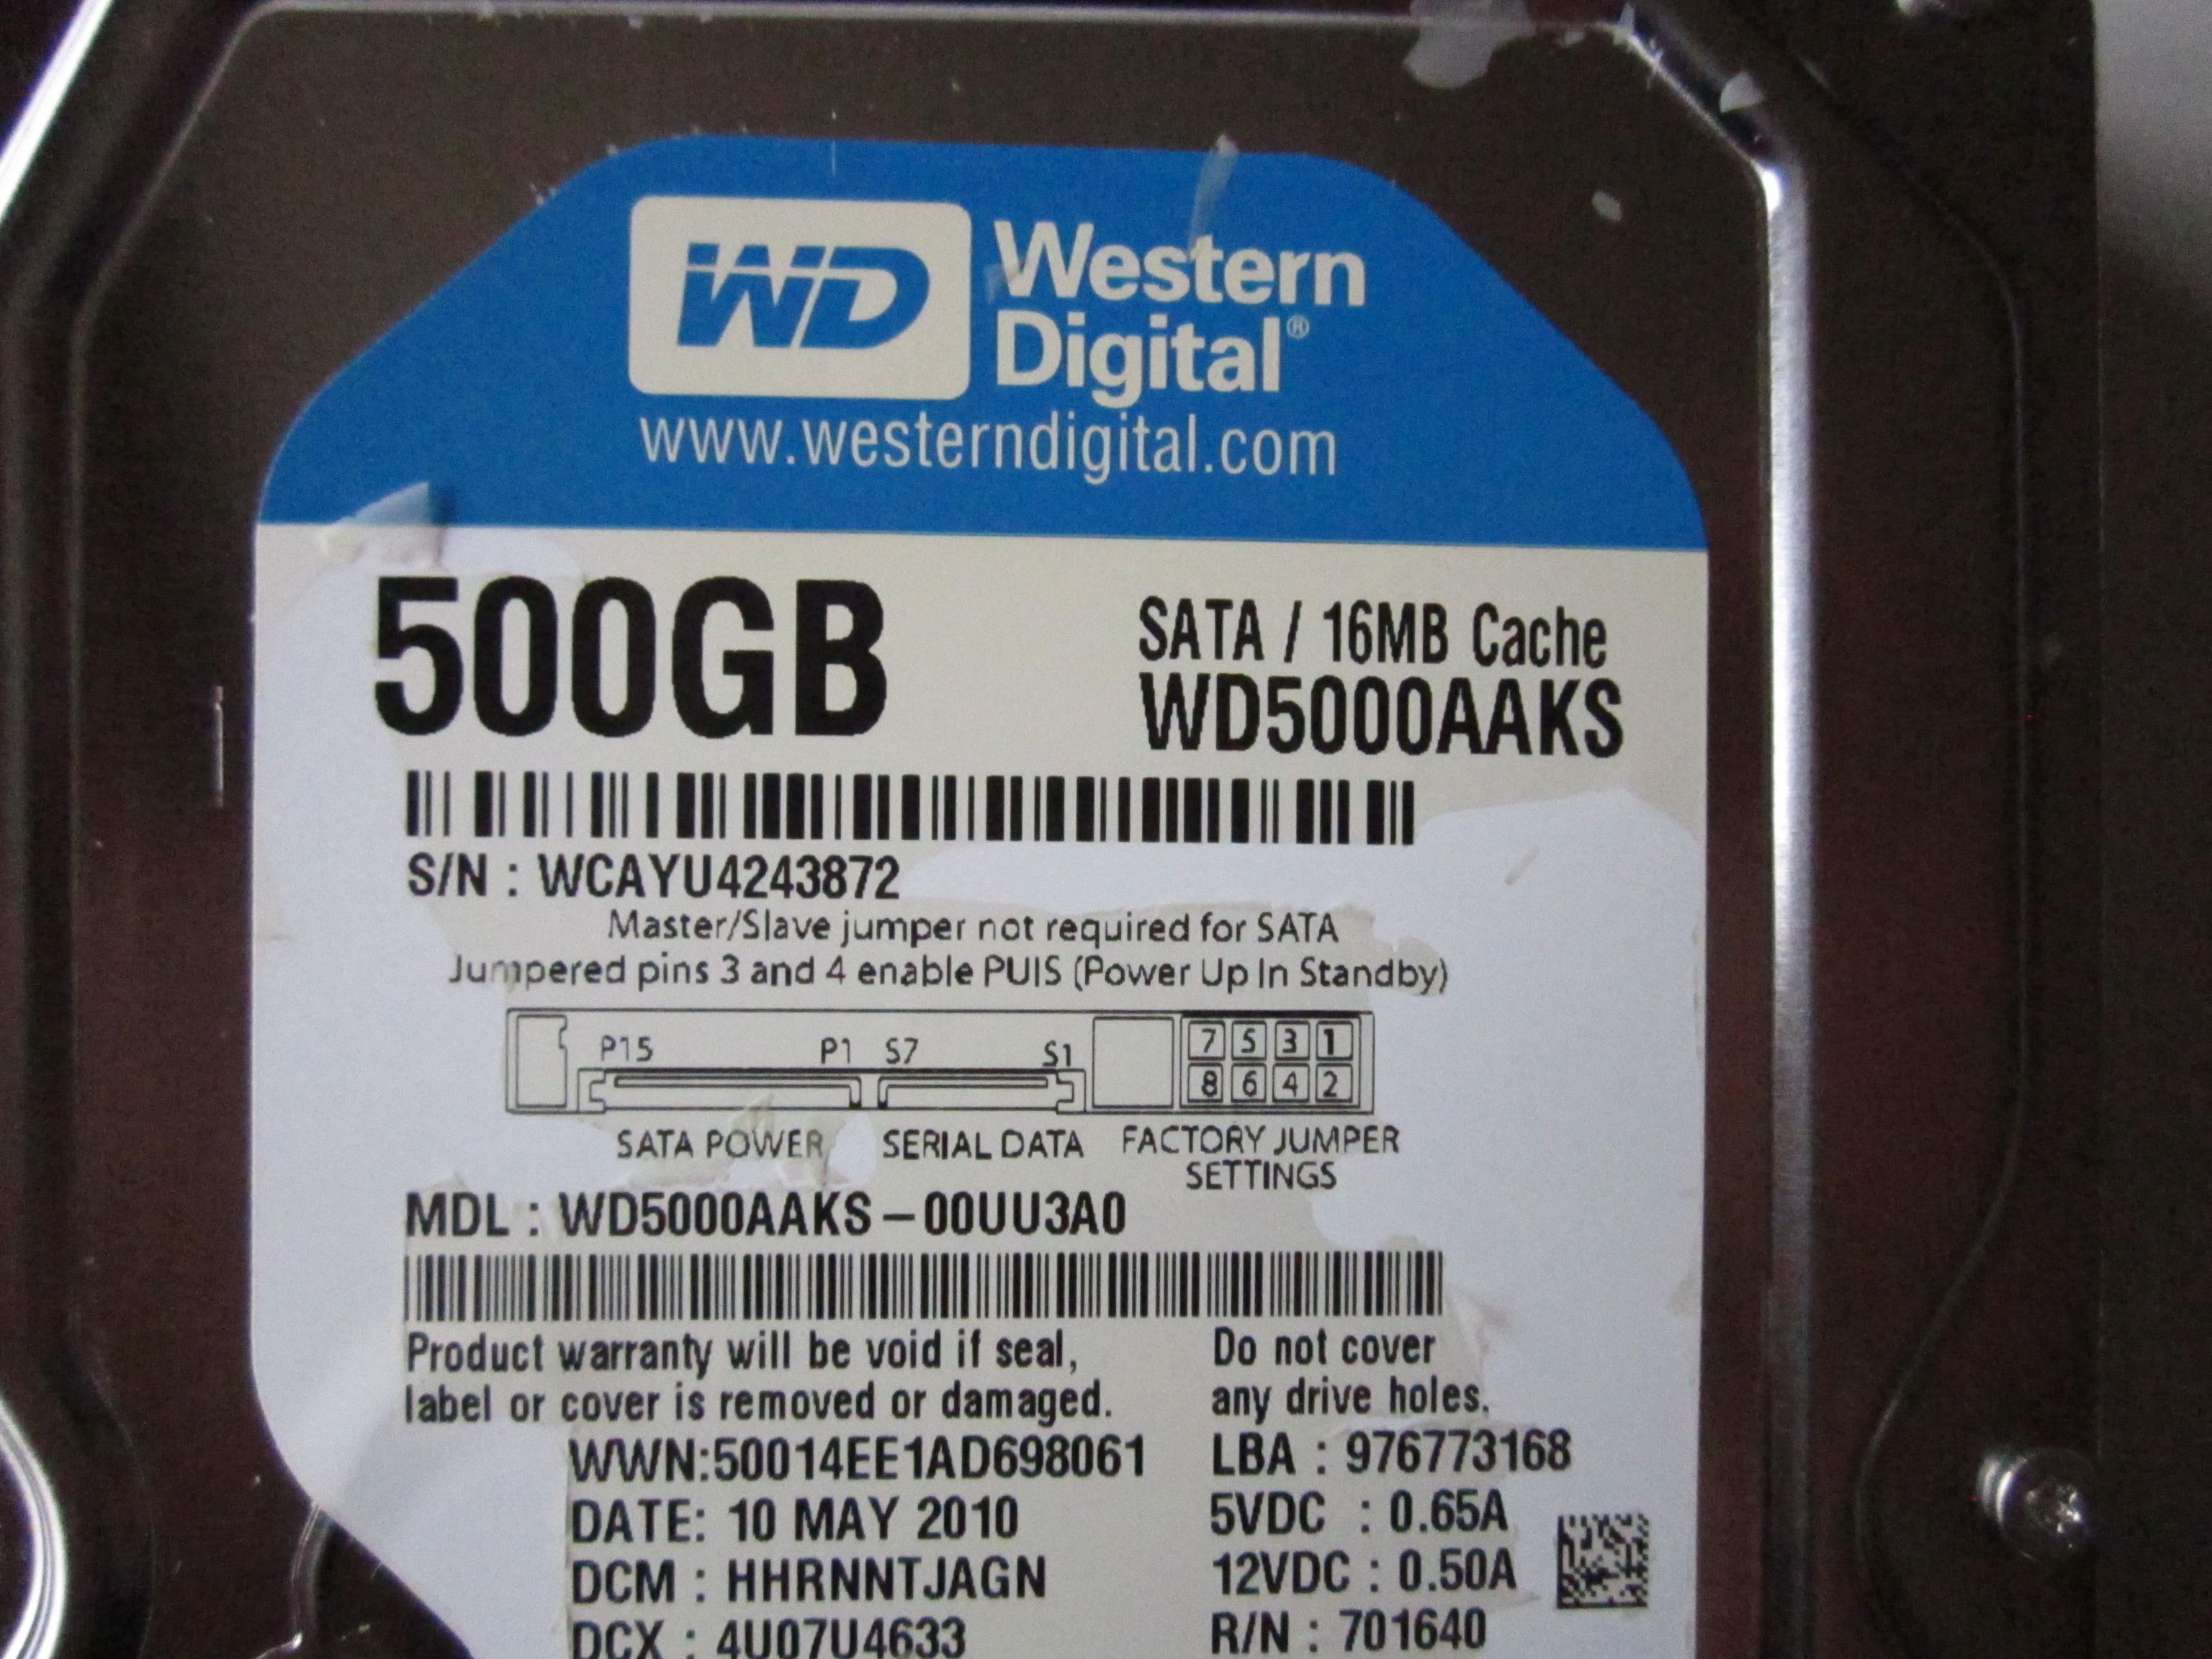 WD Western
Digital®
www.westerndigital.com
500GB
SATA / 16MB Cache
WD5000AAKS
S/N : WCAYU4243872
Master/Slave jumper not required for SATA
Jumpered pins 3 and 4 enable PUIS (Power Up In Standby)
P15 P1 S7 S1
7 5 3 1
8 6 4 2
SATA POWER SERIAL DATA FACTORY JUMPER
SETTINGS
MDL : WD5000AAKS – 00UU3A0
Product warranty will be void if seal,
label or cover is removed or damaged.
Do not cover
any drive holes.
WWN:50014EE1AD698061
DATE: 10 MAY 2010
DCM : HHRNNTJAGN
DCX : 4U07U4633
LBA : 976773168
5VDC : 0.65A
12VDC : 0.50A
R/N : 701640